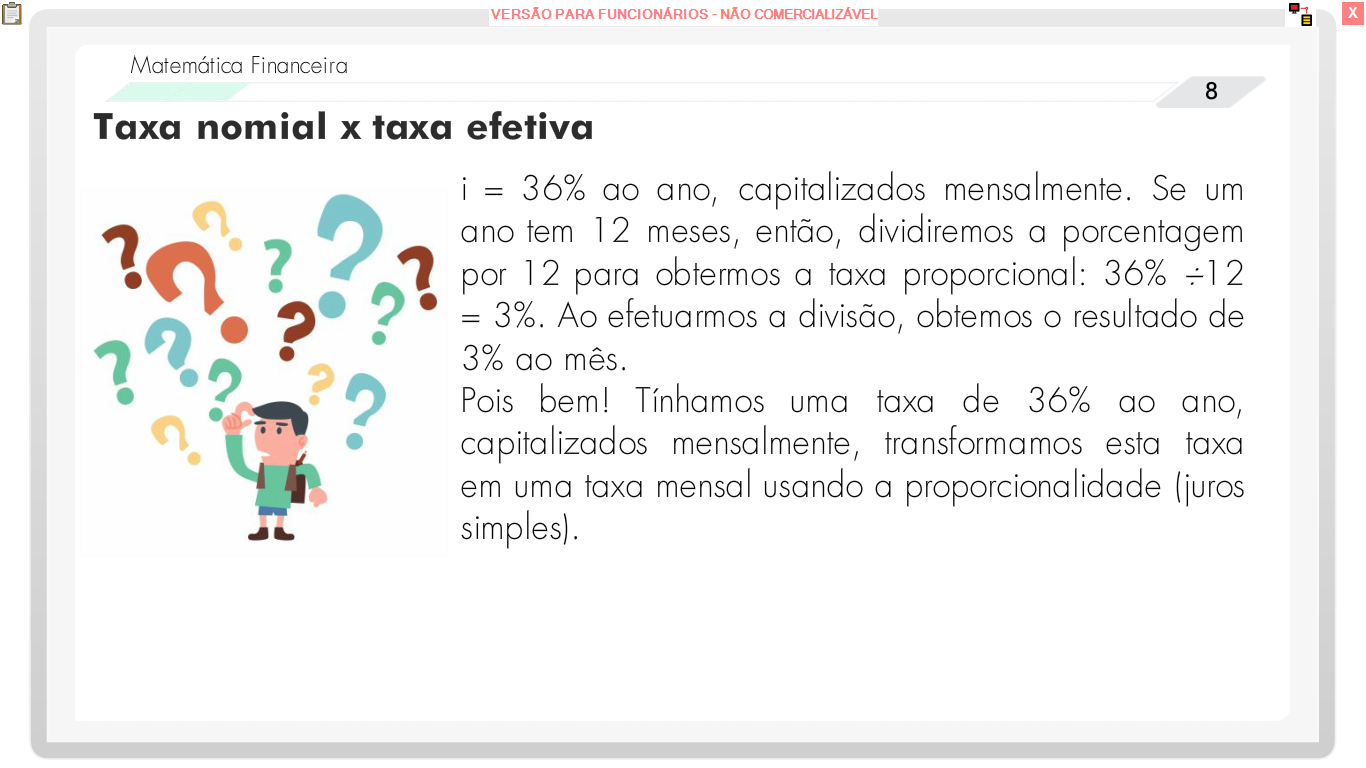 VERSÃO PARA FUNCIONÁRIOS - NÃO COMERCIALIZÁVEL
X
Matemática Financeira
8
Taxa nomial x taxa efetiva
i = 36% ao ano, capitalizados mensalmente. Se um
ano tem 12 meses, então, dividiremos a porcentagem
por 12 para obtermos a taxa proporcional: 36% ÷12
= 3%. Ao efetuarmos a divisão, obtemos o resultado de
3% ao mês.
Pois bem! Tínhamos uma taxa de 36% ao ano,
capitalizados mensalmente, transformamos esta taxa
em uma taxa mensal usando a proporcionalidade (juros
simples).